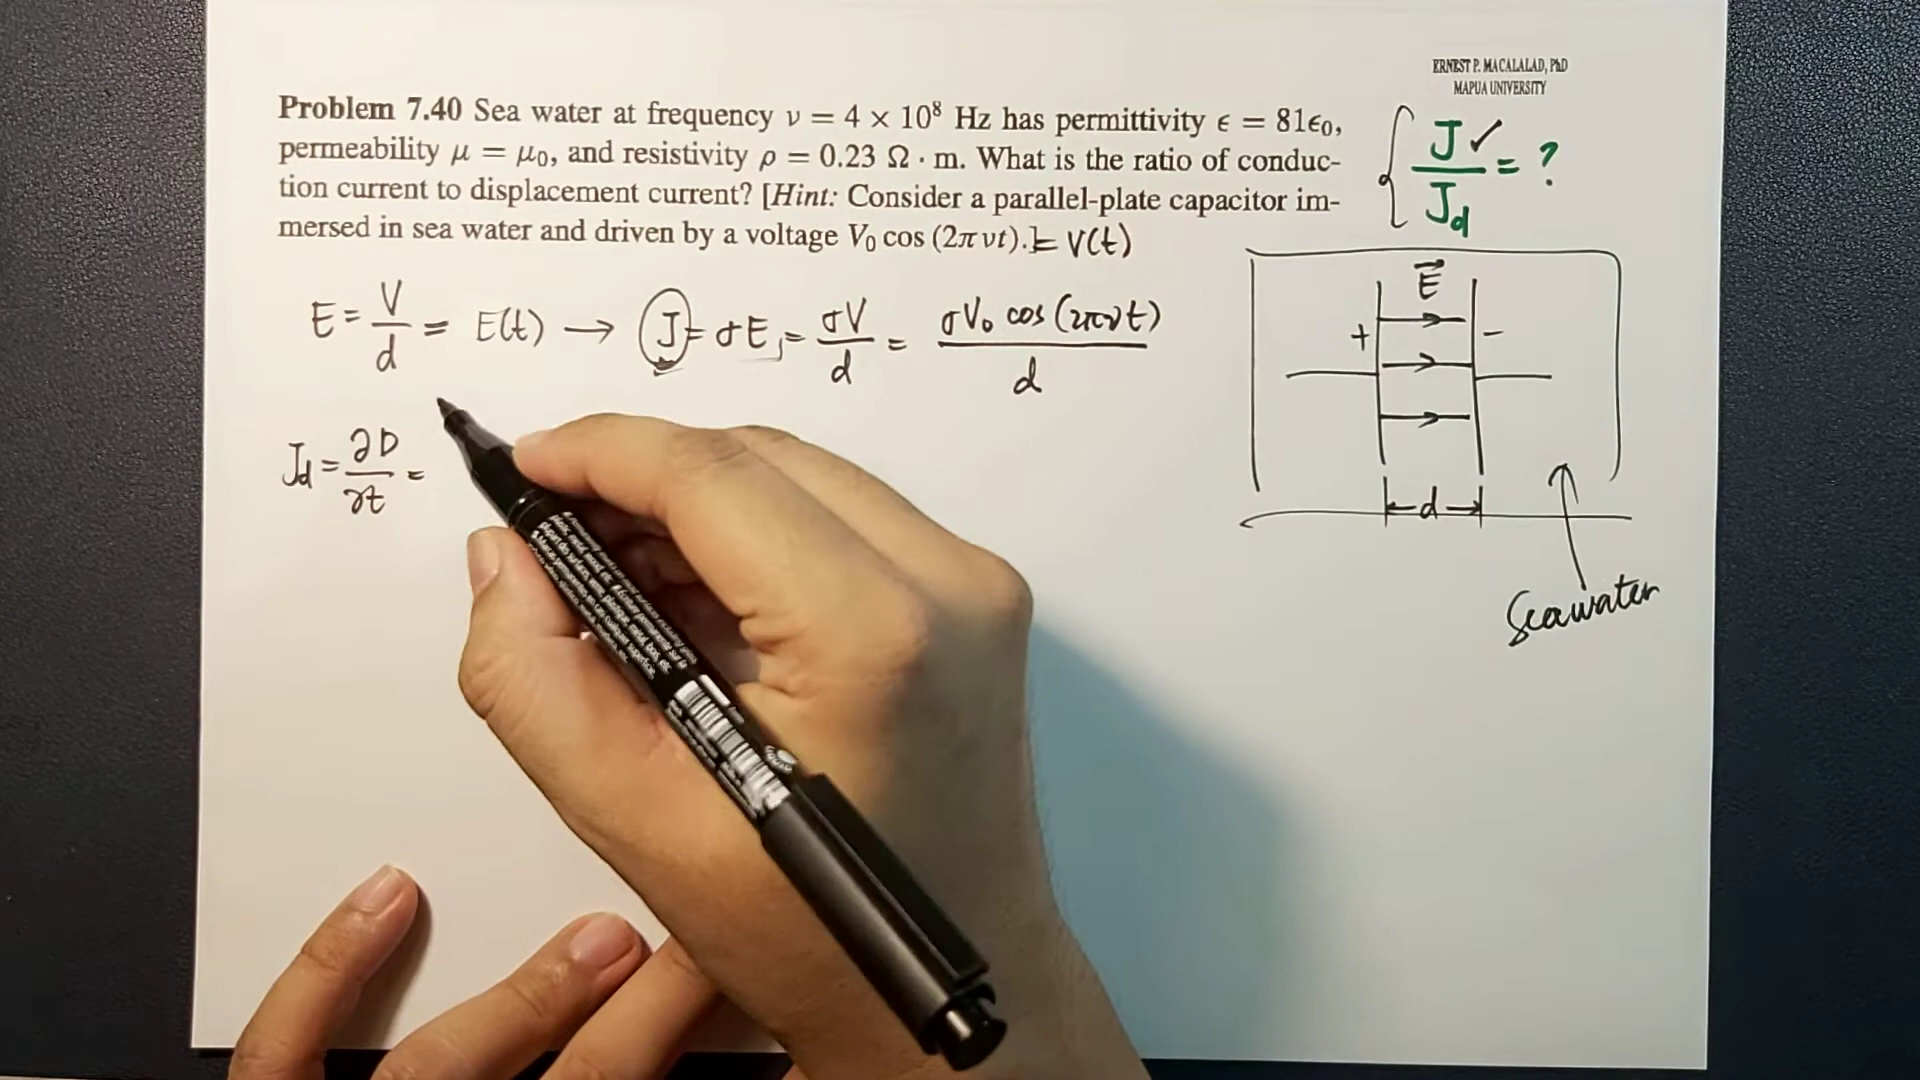 ERNEST P. MACALALAD, PhD
MAPUA UNIVERSITY
Problem 7.40 Sea water at frequency ν = 4 × 10⁸ Hz has permittivity ϵ = 81ϵ₀,
permeability μ = μ₀, and resistivity ρ = 0.23 Ω · m. What is the ratio of conduc-
tion current to displacement current? [Hint: Consider a parallel-plate capacitor im-
mersed in sea water and driven by a voltage V₀ cos (2π νt).] = V(t)
J✓/J_d = ?
E = V/d = E(t) → J = σE, = σV/d = σV₀ cos(2πνt)/d
J_d = ∂D/∂t =
E⃗
+ −
d
Seawater